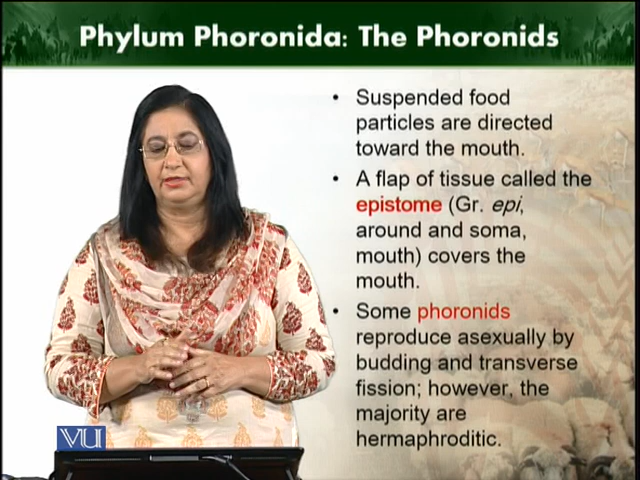 Phylum Phoronida: The Phoronids
• Suspended food
particles are directed
toward the mouth.
• A flap of tissue called the
epistome (Gr. epi,
around and soma,
mouth) covers the
mouth.
• Some phoronids
reproduce asexually by
budding and transverse
fission; however, the
majority are
hermaphroditic.
VU